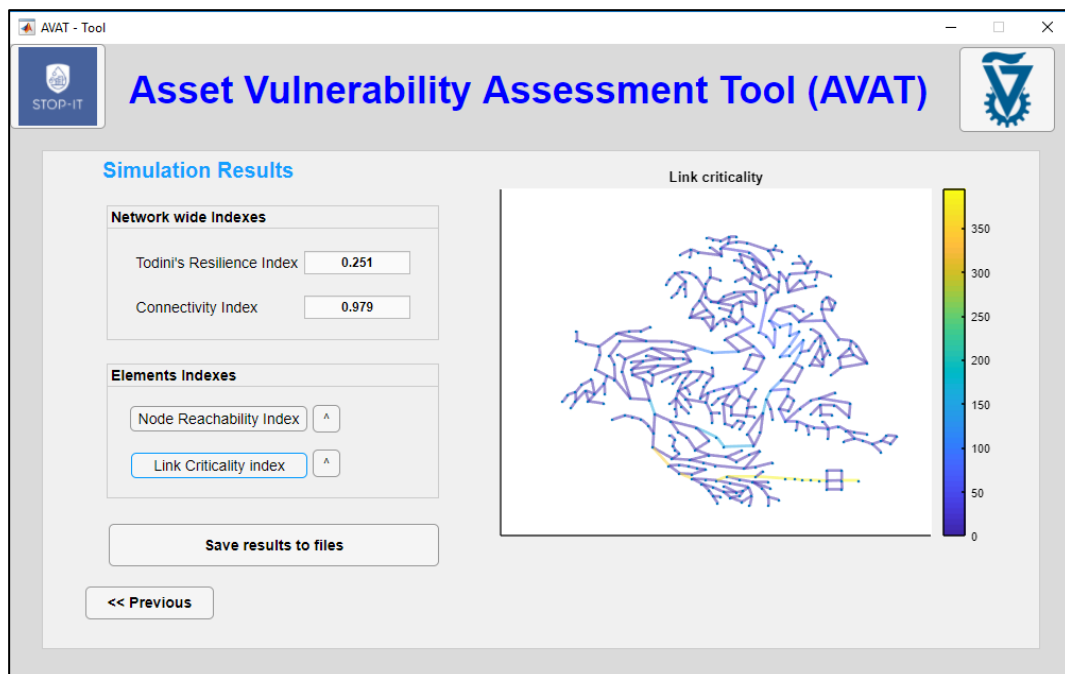 AVAT - Tool
STOP-IT
Asset Vulnerability Assessment Tool (AVAT)
Simulation Results
Network wide Indexes
Todini's Resilience Index
0.251
Connectivity Index
0.979
Elements Indexes
Node Reachability Index
^
Link Criticality index
^
Save results to files
<< Previous
Link criticality
350
300
250
200
150
100
50
0